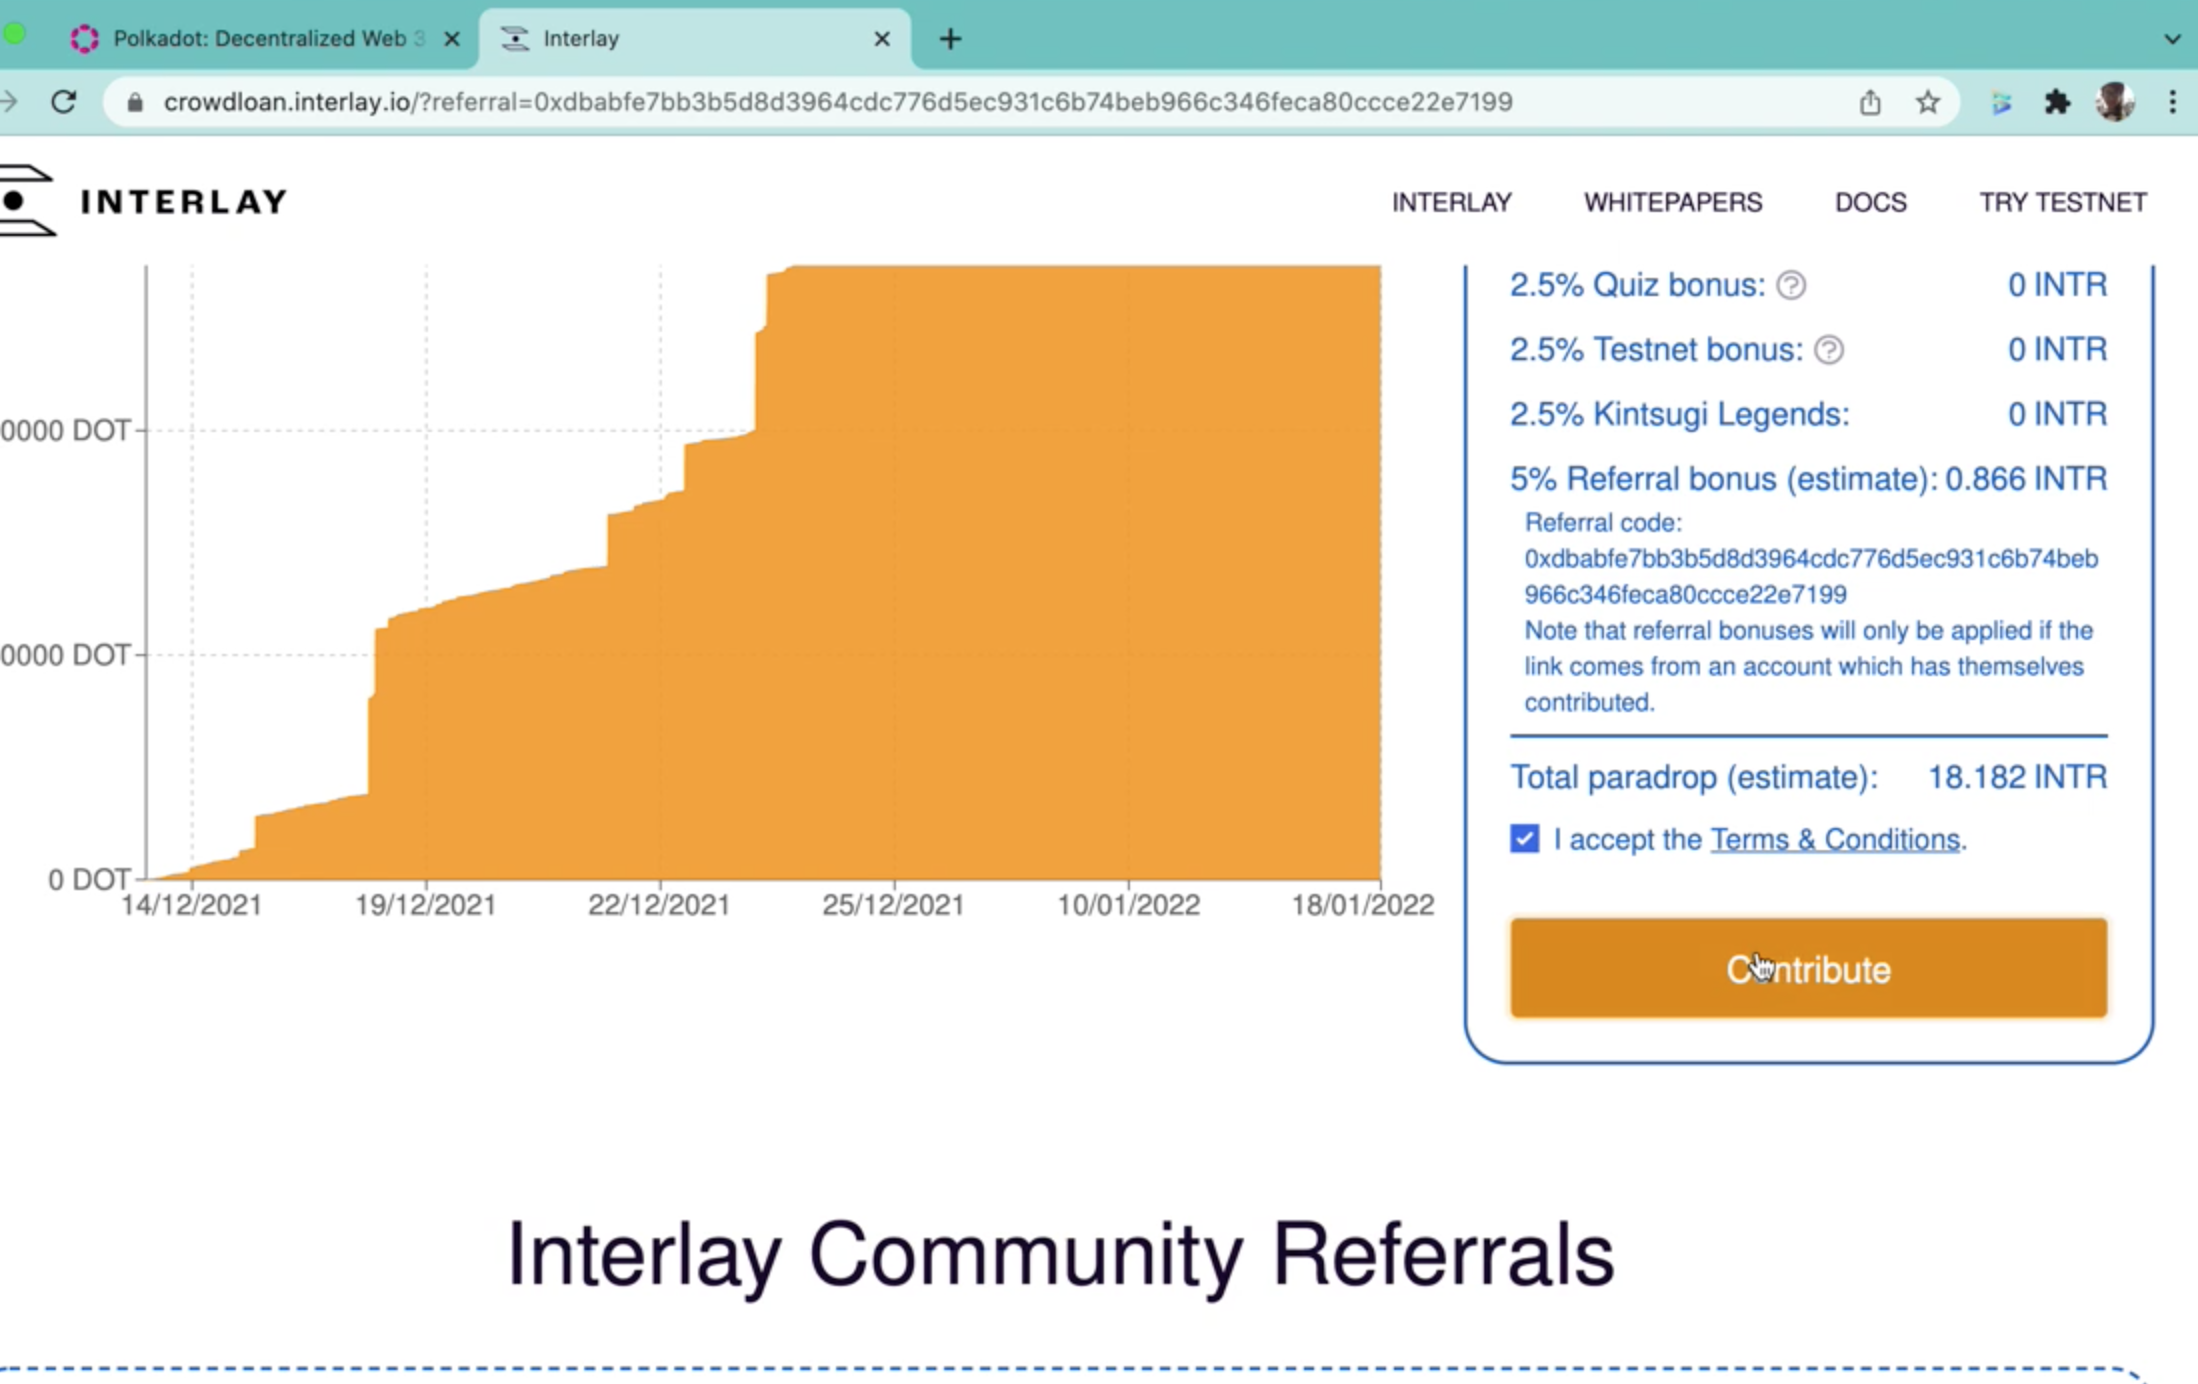 Polkadot: Decentralized Web 3
Interlay
crowdloan.interlay.io/?referral=0xdbabfe7bb3b5d8d3964cdc776d5ec931c6b74beb966c346feca80ccce22e7199
INTERLAY
INTERLAY WHITEPAPERS DOCS TRY TESTNET
0000 DOT
0000 DOT
0 DOT
14/12/2021 19/12/2021 22/12/2021 25/12/2021 10/01/2022 18/01/2022
2.5% Quiz bonus: 0 INTR
2.5% Testnet bonus: 0 INTR
2.5% Kintsugi Legends: 0 INTR
5% Referral bonus (estimate): 0.866 INTR
Referral code:
0xdbabfe7bb3b5d8d3964cdc776d5ec931c6b74beb
966c346feca80ccce22e7199
Note that referral bonuses will only be applied if the
link comes from an account which has themselves
contributed.
Total paradrop (estimate): 18.182 INTR
I accept the Terms & Conditions.
Contribute
Interlay Community Referrals